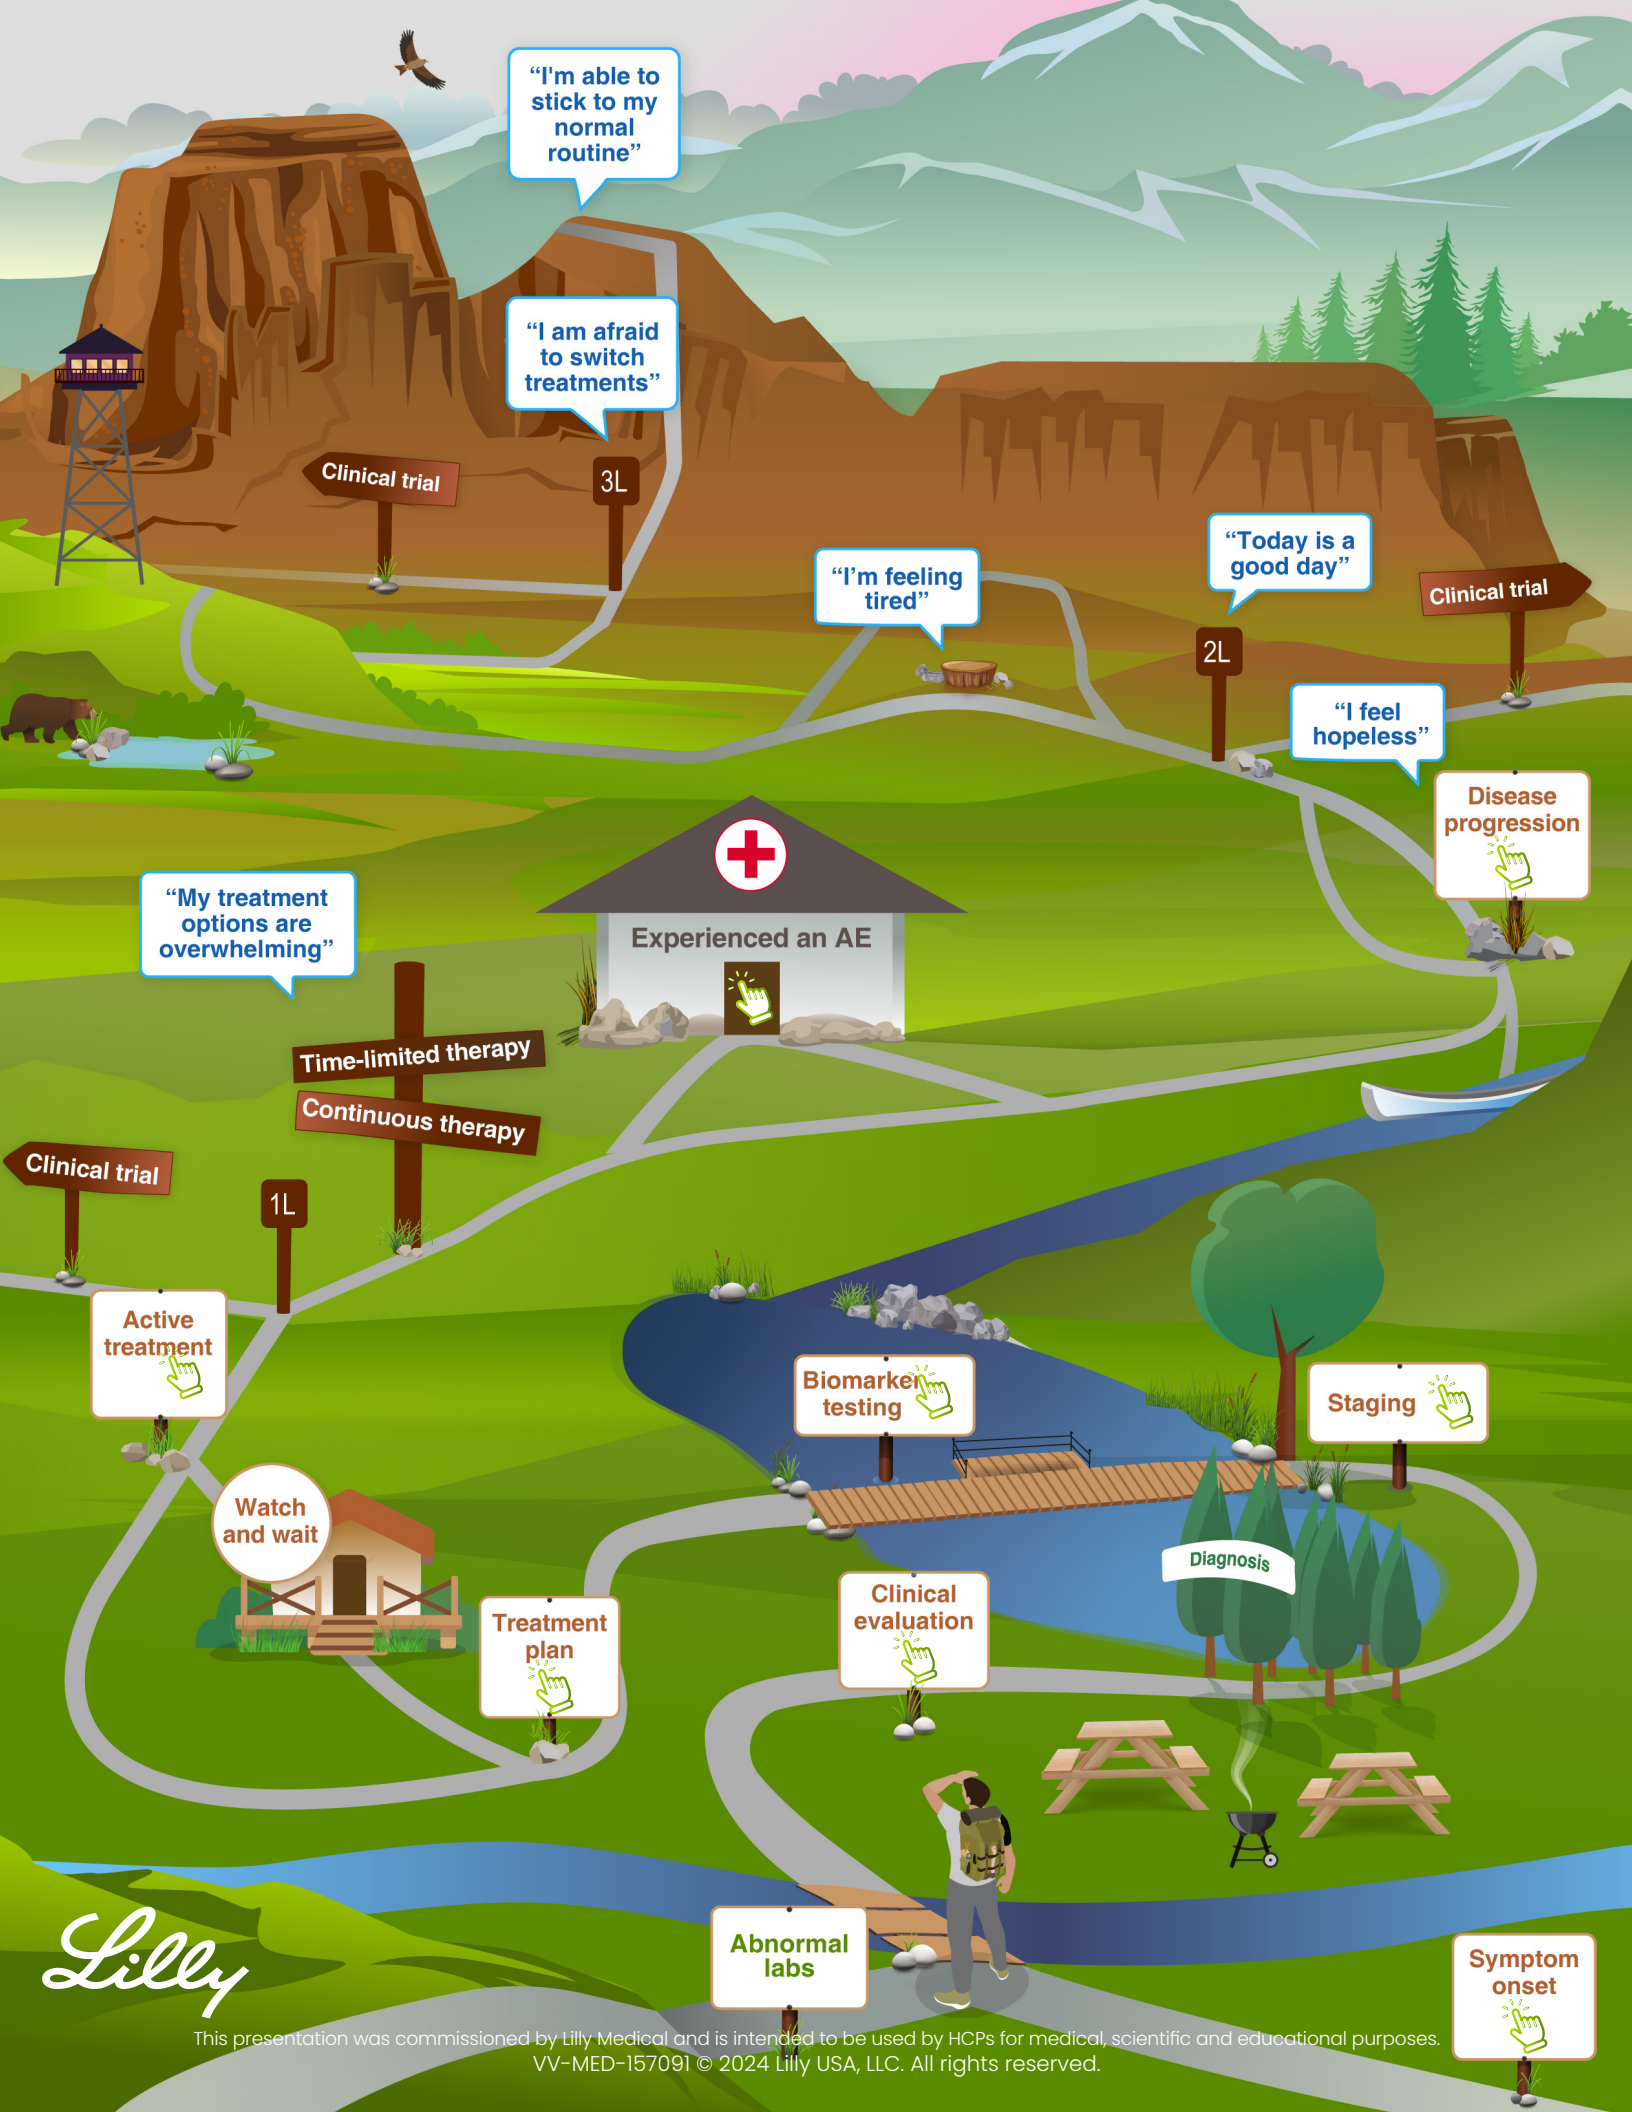 “I'm able to
stick to my
normal
routine”
“I am afraid
to switch
treatments”
Clinical trial
3L
“I’m feeling
tired”
“Today is a
good day”
Clinical trial
2L
“I feel
hopeless”
Disease
progression
Experienced an AE
“My treatment
options are
overwhelming”
Time-limited therapy
Continuous therapy
Clinical trial
1L
Active
treatment
Biomarker
testing
Staging
Watch
and wait
Diagnosis
Treatment
plan
Clinical
evaluation
Abnormal
labs
Symptom
onset
Lilly
This presentation was commissioned by Lilly Medical and is intended to be used by HCPs for medical, scientific and educational purposes.
VV-MED-157091 © 2024 Lilly USA, LLC. All rights reserved.